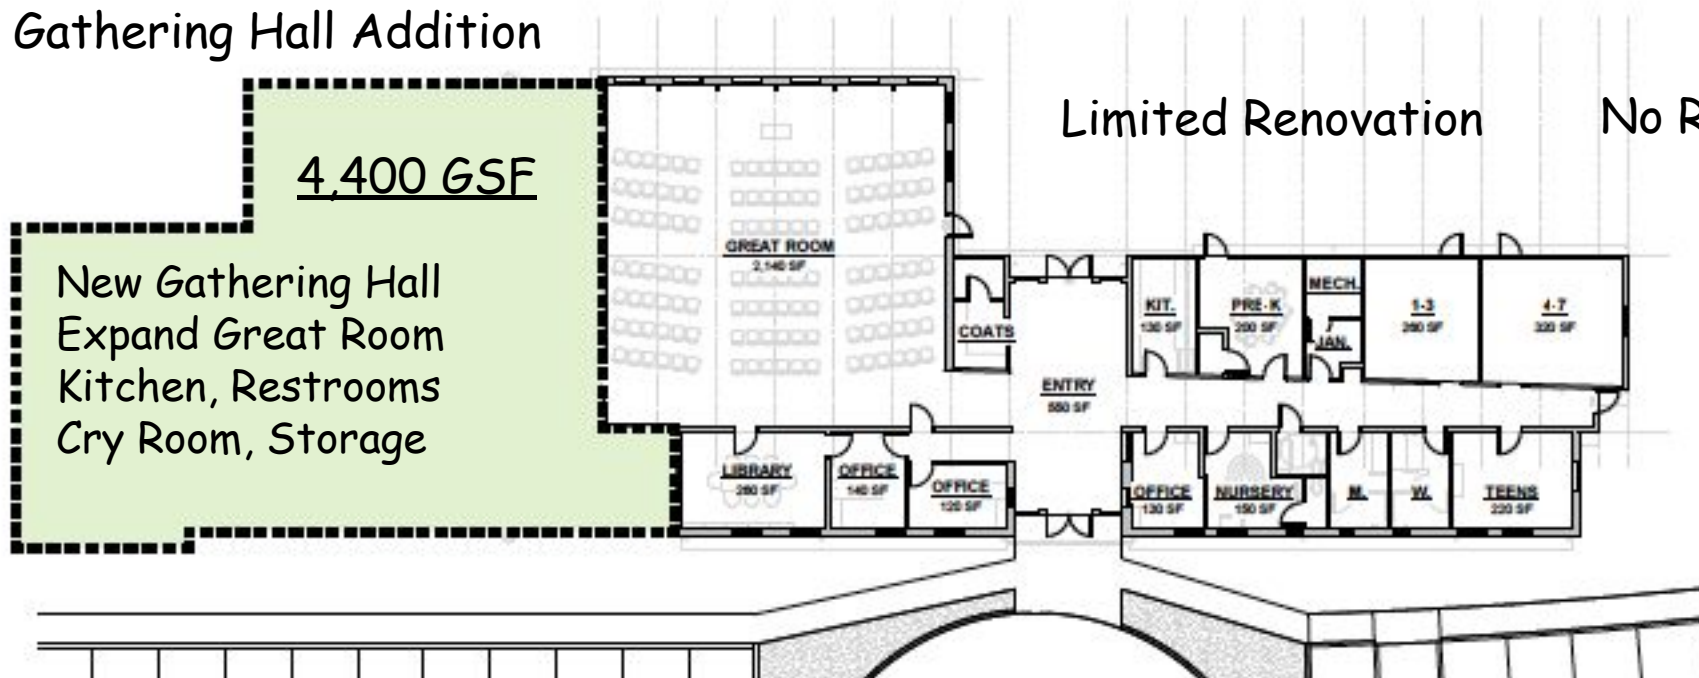 Gathering Hall Addition
Limited Renovation
No R
4,400 GSF
New Gathering Hall
Expand Great Room
Kitchen, Restrooms
Cry Room, Storage
GREAT ROOM
2,140 SF
COATS
ENTRY
550 SF
KIT.
130 SF
PRE-K
200 SF
MECH.
/
JAN.
1-3
260 SF
4-7
320 SF
LIBRARY
260 SF
OFFICE
140 SF
OFFICE
120 SF
OFFICE
130 SF
NURSERY
150 SF
M.
W.
TEENS
220 SF